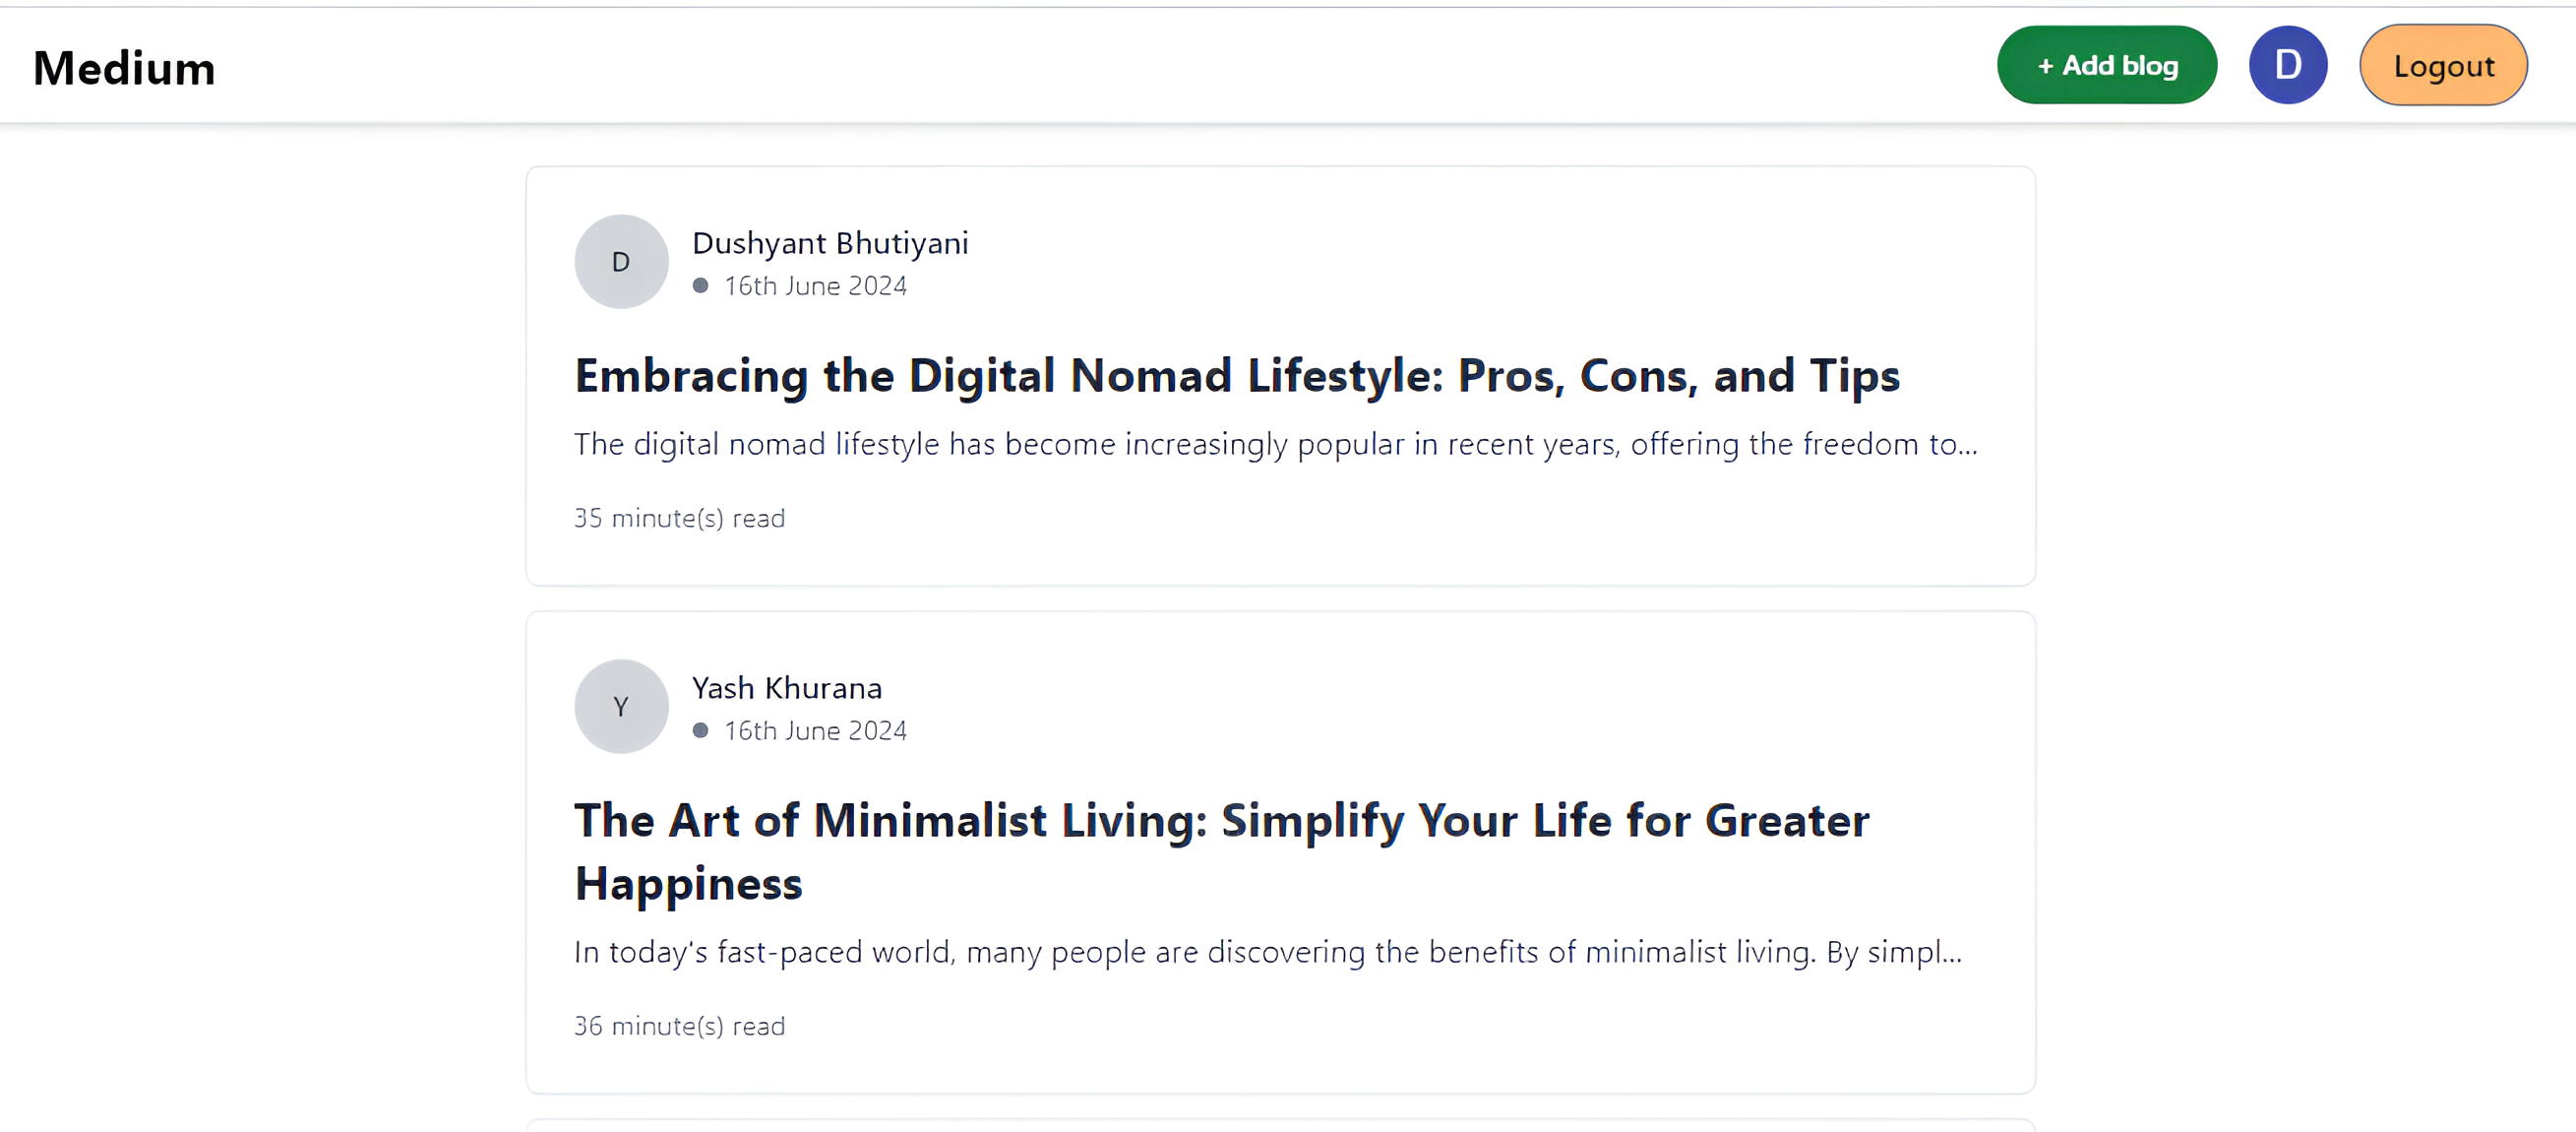 Medium
+ Add blog
D
Logout
D
Dushyant Bhutiyani
16th June 2024
Embracing the Digital Nomad Lifestyle: Pros, Cons, and Tips
The digital nomad lifestyle has become increasingly popular in recent years, offering the freedom to...
35 minute(s) read
Y
Yash Khurana
16th June 2024
The Art of Minimalist Living: Simplify Your Life for Greater
Happiness
In today's fast-paced world, many people are discovering the benefits of minimalist living. By simpl...
36 minute(s) read